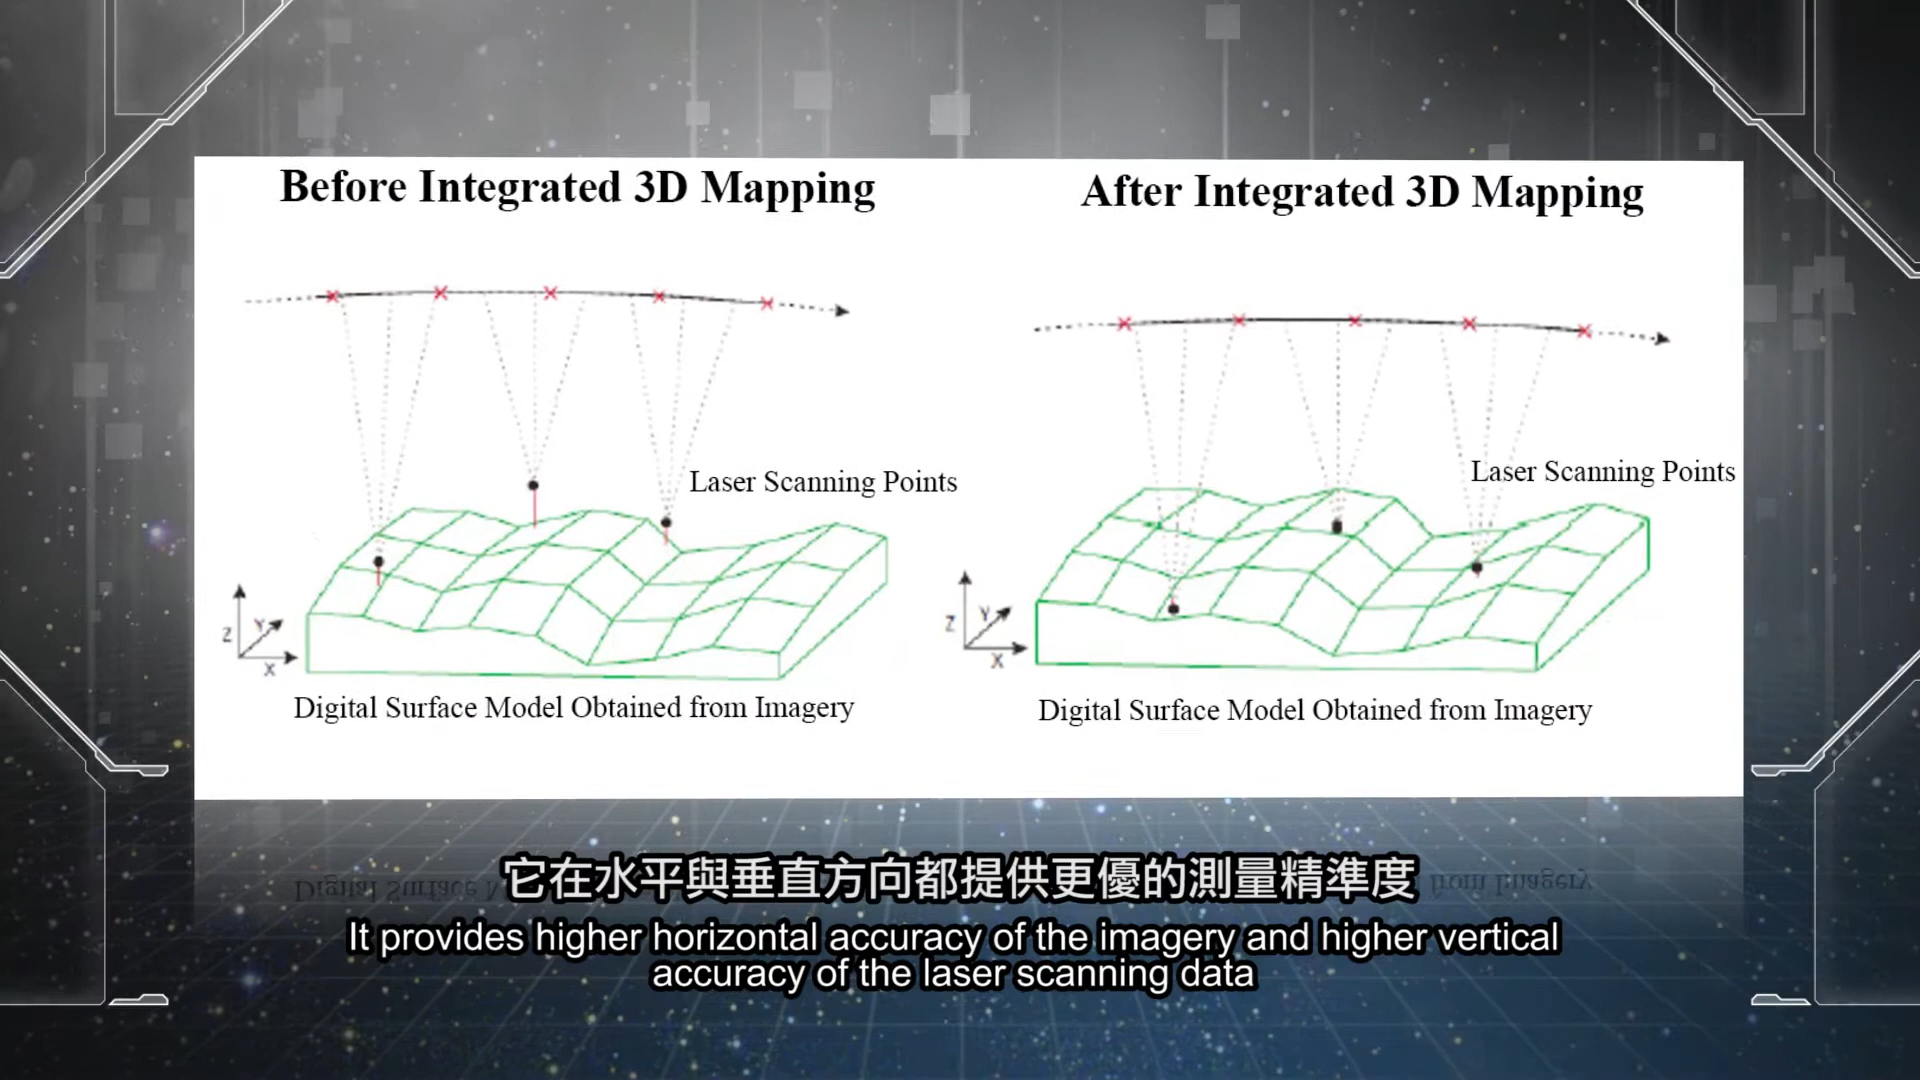 Before Integrated 3D Mapping
After Integrated 3D Mapping
Laser Scanning Points
Laser Scanning Points
Z
Y
X
Z
Y
X
Digital Surface Model Obtained from Imagery
Digital Surface Model Obtained from Imagery
它在水平與垂直方向都提供更優的測量精準度
It provides higher horizontal accuracy of the imagery and higher vertical
accuracy of the laser scanning data